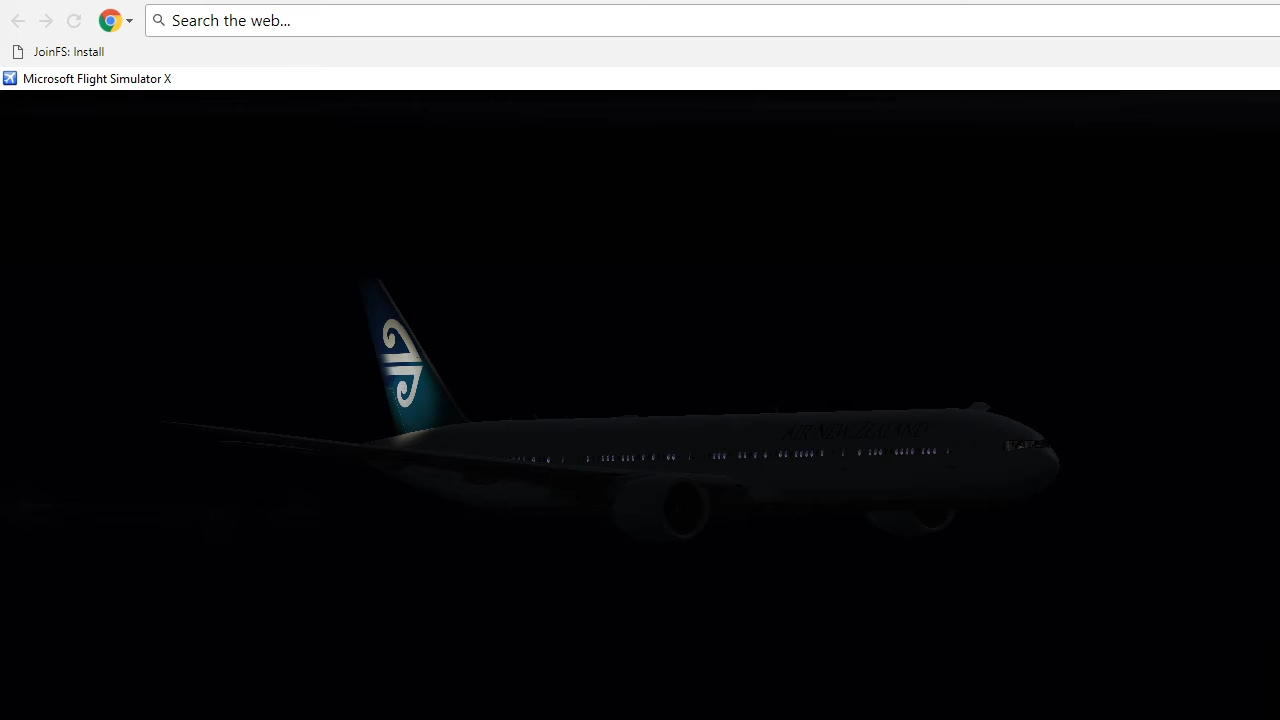 Search the web...
JoinFS: Install
Microsoft Flight Simulator X
AIR NEW ZEALAND